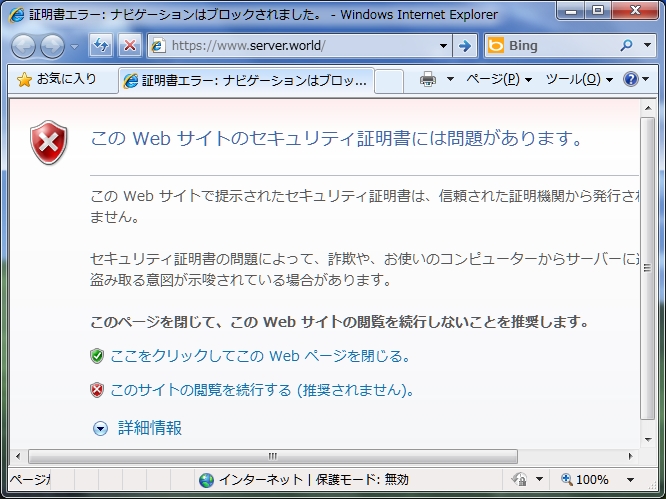 証明書エラー: ナビゲーションはブロックされました。 - Windows Internet Explorer
https://www.server.world/
Bing
お気に入り
証明書エラー: ナビゲーションはブロッ...
ページ(P)
ツール(O)
この Web サイトのセキュリティ証明書には問題があります。
この Web サイトで提示されたセキュリティ証明書は、信頼された証明機関から発行され
ません。
セキュリティ証明書の問題によって、詐欺や、お使いのコンピューターからサーバーに
盗み取る意図が示唆されている場合があります。
このページを閉じて、この Web サイトの閲覧を続行しないことを推奨します。
ここをクリックしてこの Web ページを閉じる。
このサイトの閲覧を続行する (推奨されません)。
詳細情報
ページが
インターネット | 保護モード: 無効
100%